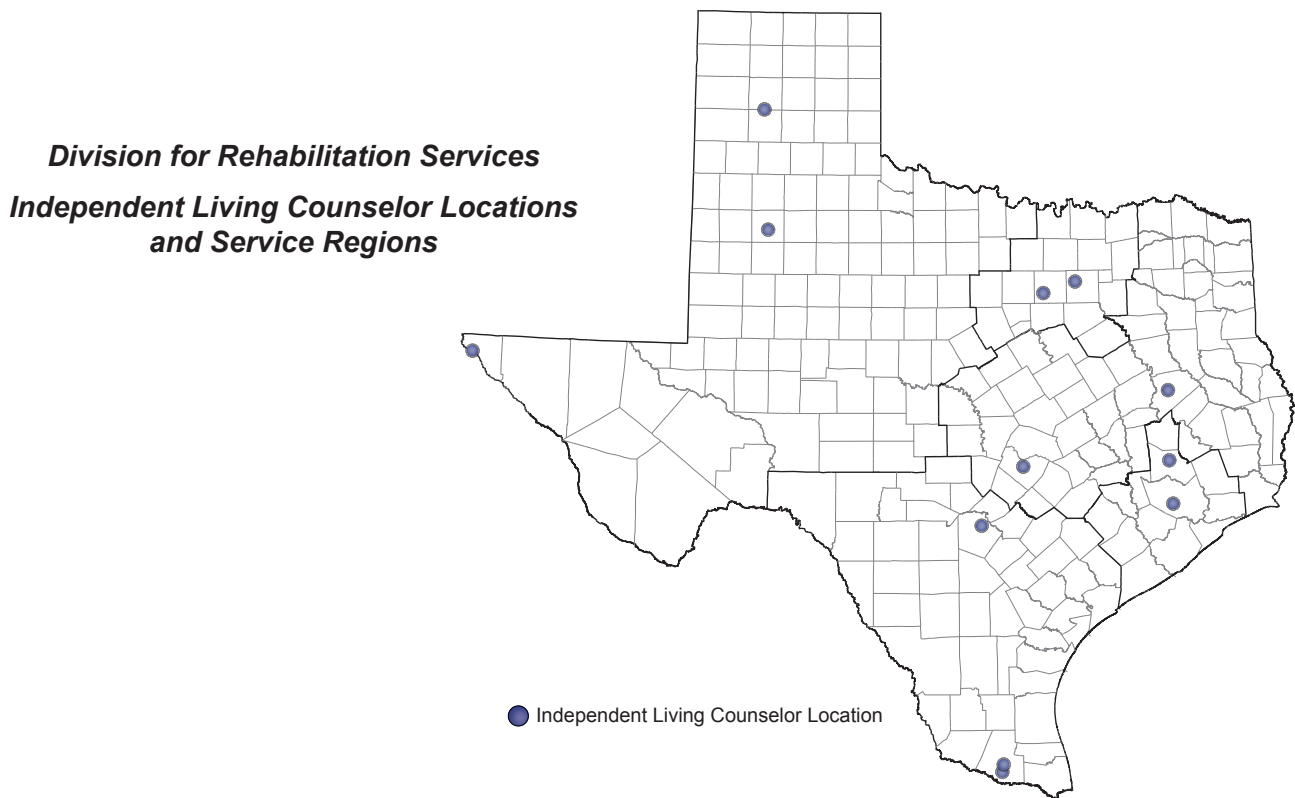 Division for Rehabilitation Services
Independent Living Counselor Locations
and Service Regions
Independent Living Counselor Location